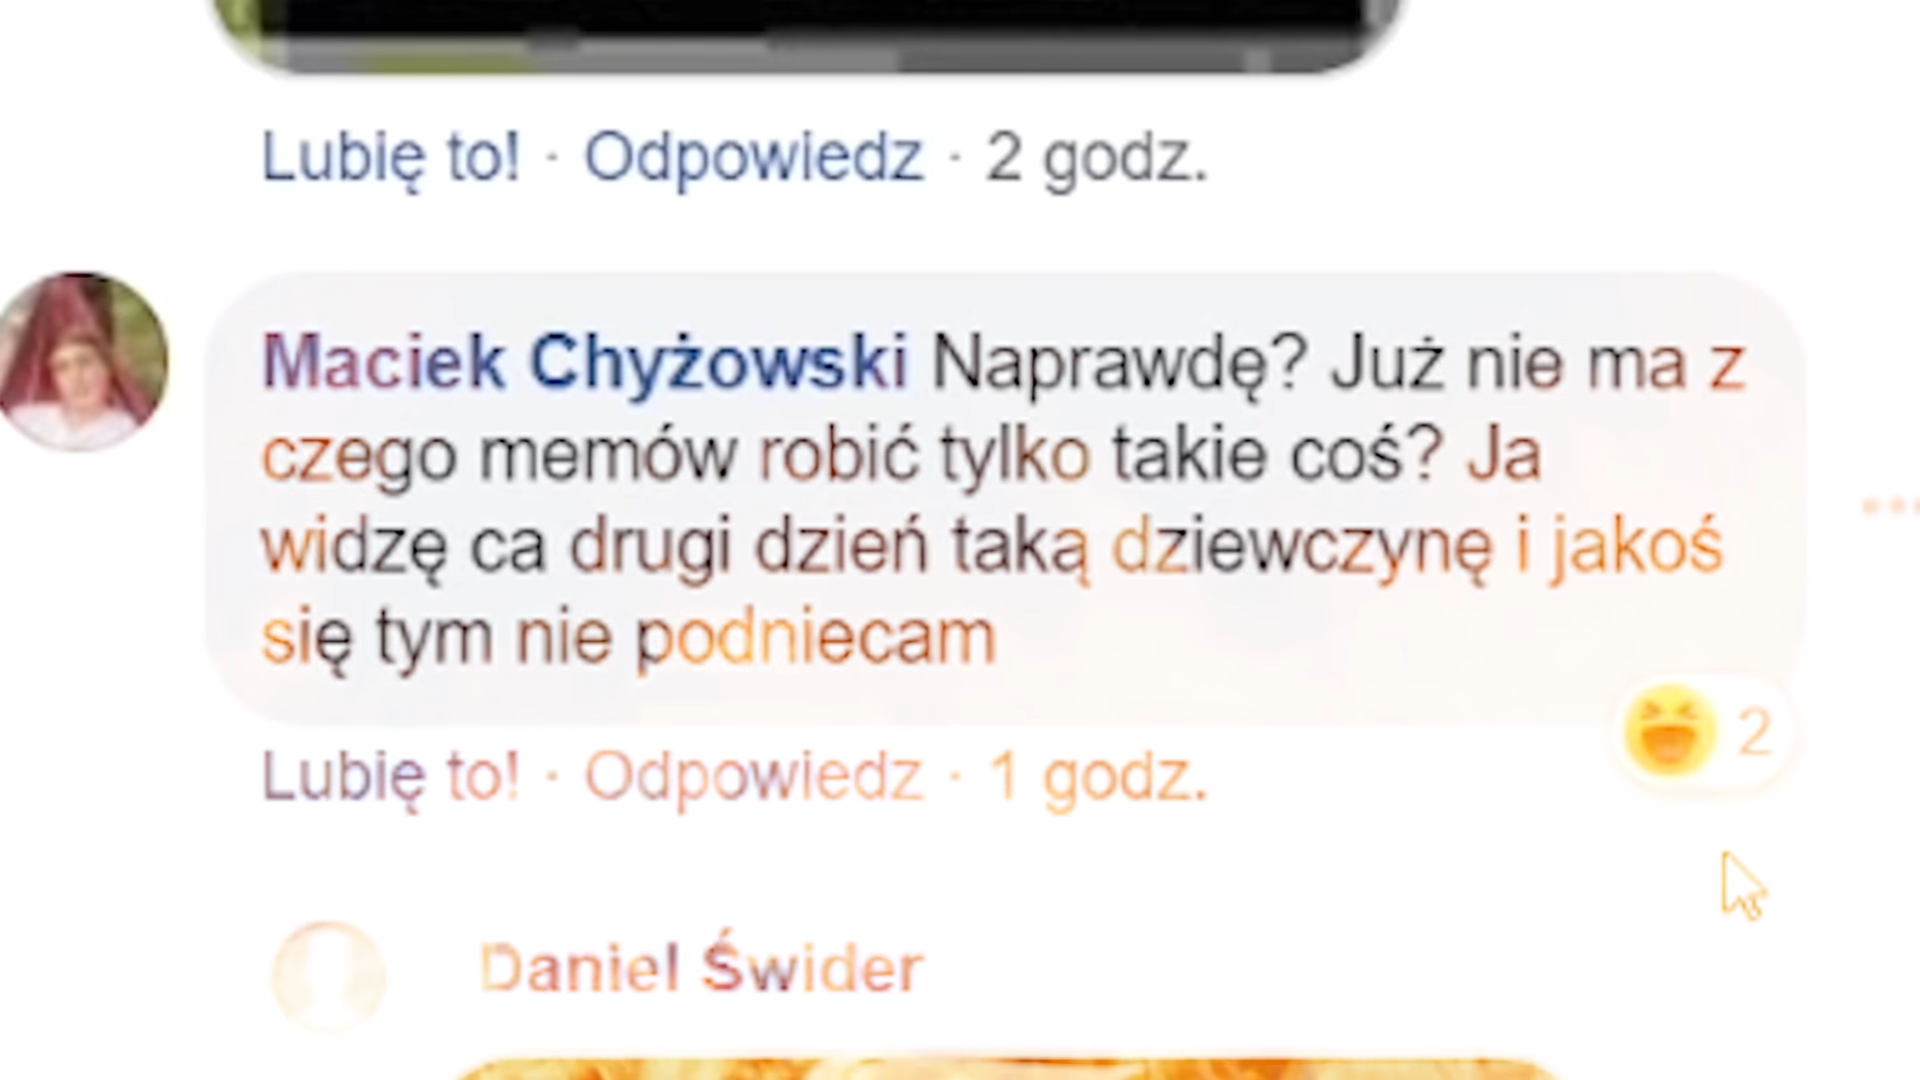 Lubię to! · Odpowiedz · 2 godz.
Maciek Chyżowski Naprawdę? Już nie ma z
czego memów robić tylko takie coś? Ja
widzę ca drugi dzień taką dziewczynę i jakoś
się tym nie podniecam
2
Lubię to! · Odpowiedz · 1 godz.
Daniel Świder